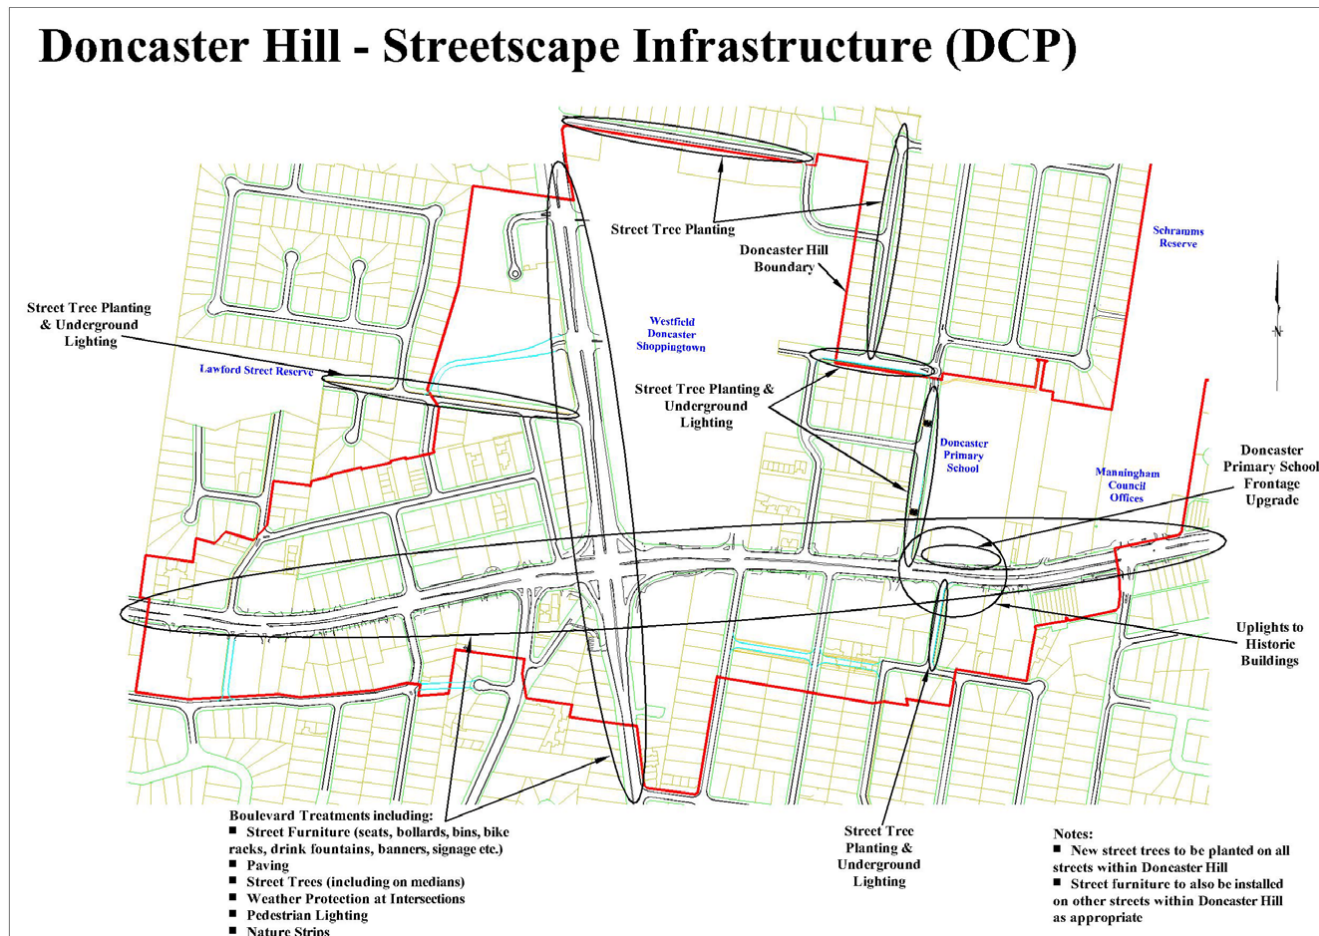 Doncaster Hill - Streetscape Infrastructure (DCP)
Street Tree Planting
Doncaster Hill
Boundary
Schramms
Reserve
Street Tree Planting
& Underground
Lighting
Lawford Street Reserve
Westfield
Doncaster
Shoppingtown
N
Street Tree Planting &
Underground
Lighting
Doncaster
Primary
School
Manningham
Council
Offices
Doncaster
Primary School
Frontage
Upgrade
Uplights to
Historic
Buildings
Boulevard Treatments including:
■ Street Furniture (seats, bollards, bins, bike
racks, drink fountains, banners, signage etc.)
■ Paving
■ Street Trees (including on medians)
■ Weather Protection at Intersections
■ Pedestrian Lighting
■ Nature Strips
Street Tree
Planting &
Underground
Lighting
Notes:
■ New street trees to be planted on all
streets within Doncaster Hill
■ Street furniture to also be installed
on other streets within Doncaster Hill
as appropriate